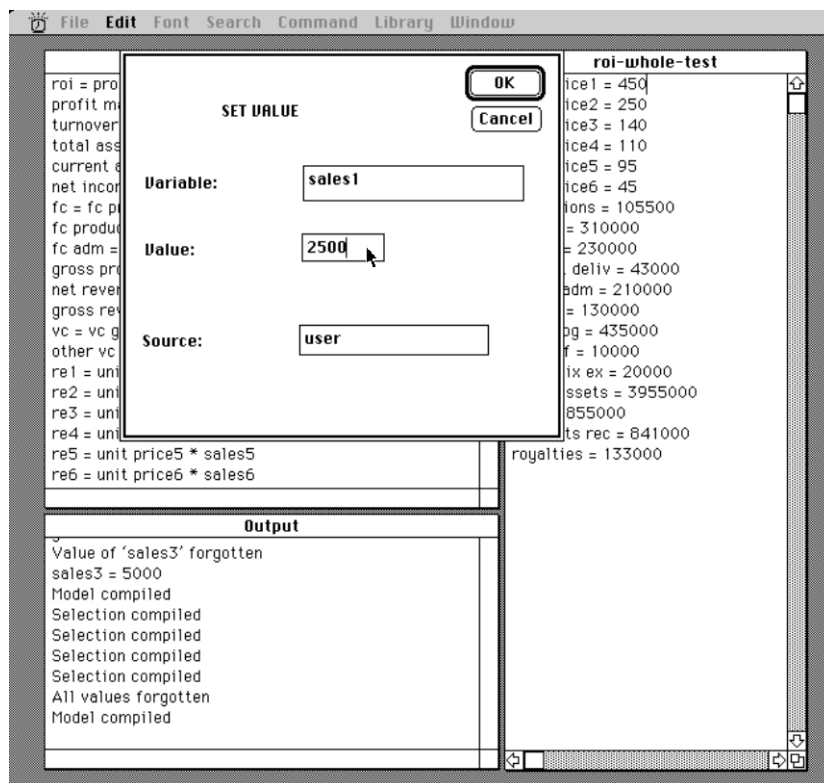 File Edit Font Search Command Library Window
roi = pro
profit ma
turnover
total ass
current a
net incor
fc = fc pr
fc produc
fc adm =
gross pro
net rever
gross rev
vc = vc g
other vc
re1 = uni
re2 = uni
re3 = uni
re4 = uni
re5 = unit price5 * sales5
re6 = unit price6 * sales6
SET VALUE
OK
Cancel
Variable:
sales1
Value:
2500
Source:
user
roi-whole-test
ice1 = 450
ice2 = 250
ice3 = 140
ice4 = 110
ice5 = 95
ice6 = 45
ions = 105500
= 310000
= 230000
deliv = 43000
adm = 210000
= 130000
og = 435000
f = 10000
ix ex = 20000
ssets = 3955000
855000
ts rec = 841000
royalties = 133000
Output
Value of 'sales3' forgotten
sales3 = 5000
Model compiled
Selection compiled
Selection compiled
Selection compiled
Selection compiled
All values forgotten
Model compiled